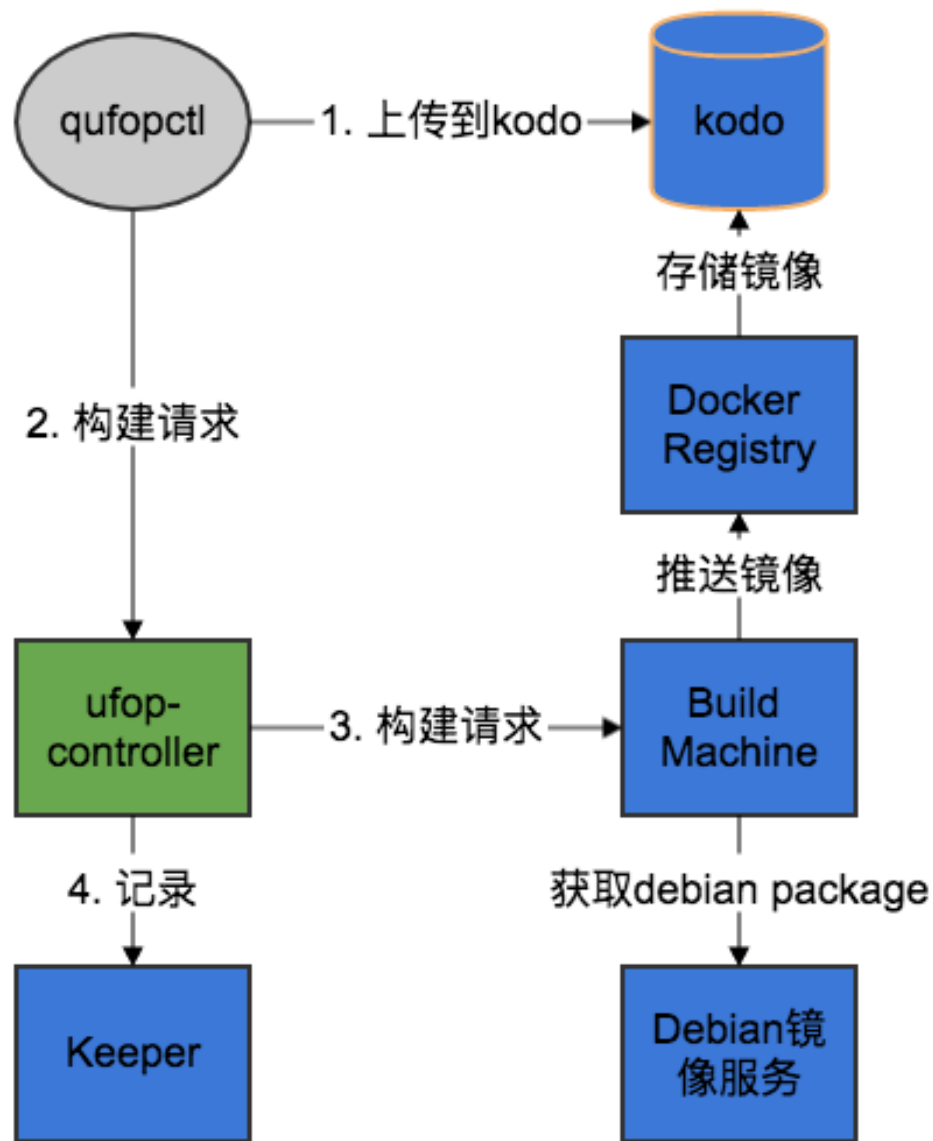 qufopctl
1. 上传到kodo
kodo
存储镜像
Docker
Registry
2. 构建请求
推送镜像
ufop-
controller
3. 构建请求
Build
Machine
4. 记录
获取debian package
Keeper
Debian镜
像服务